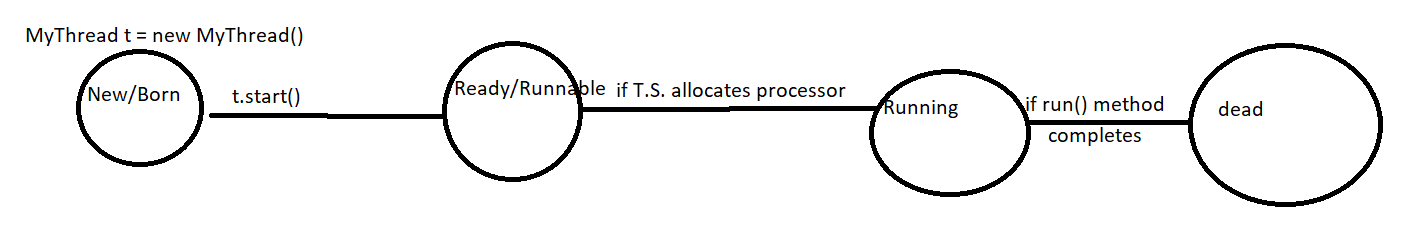 MyThread t = new MyThread()
New/Born
t.start()
Ready/Runnable
if T.S. allocates processor
Running
if run() method
completes
dead